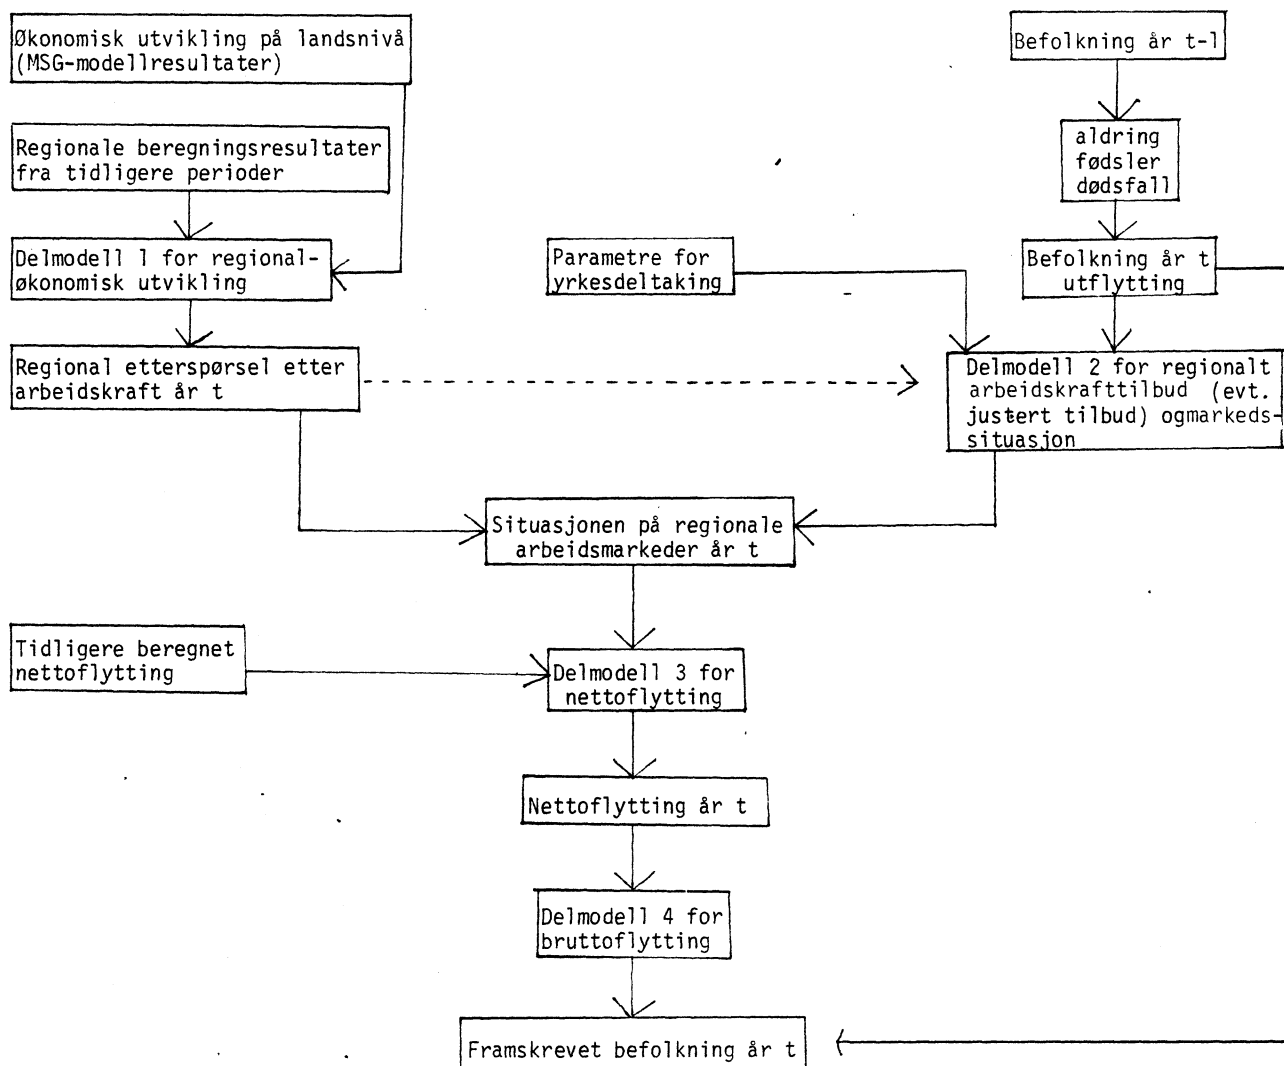 Økonomisk utvikling på landsnivå
(MSG-modellresultater)
Befolkning år t-1
Regionale beregningsresultater
fra tidligere perioder
aldring
fødsler
dødsfall
Delmodell 1 for regional-
økonomisk utvikling
Parametre for
yrkesdeltaking
Befolkning år t
utflytting
Regional etterspørsel etter
arbeidskraft år t
Delmodell 2 for regionalt
arbeidskrafttilbud (evt.
justert tilbud) ogmarkeds-
situasjon
Situasjonen på regionale
arbeidsmarkeder år t
Tidligere beregnet
nettoflytting
Delmodell 3 for
nettoflytting
Nettoflytting år t
Delmodell 4 for
bruttoflytting
Framskrevet befolkning år t